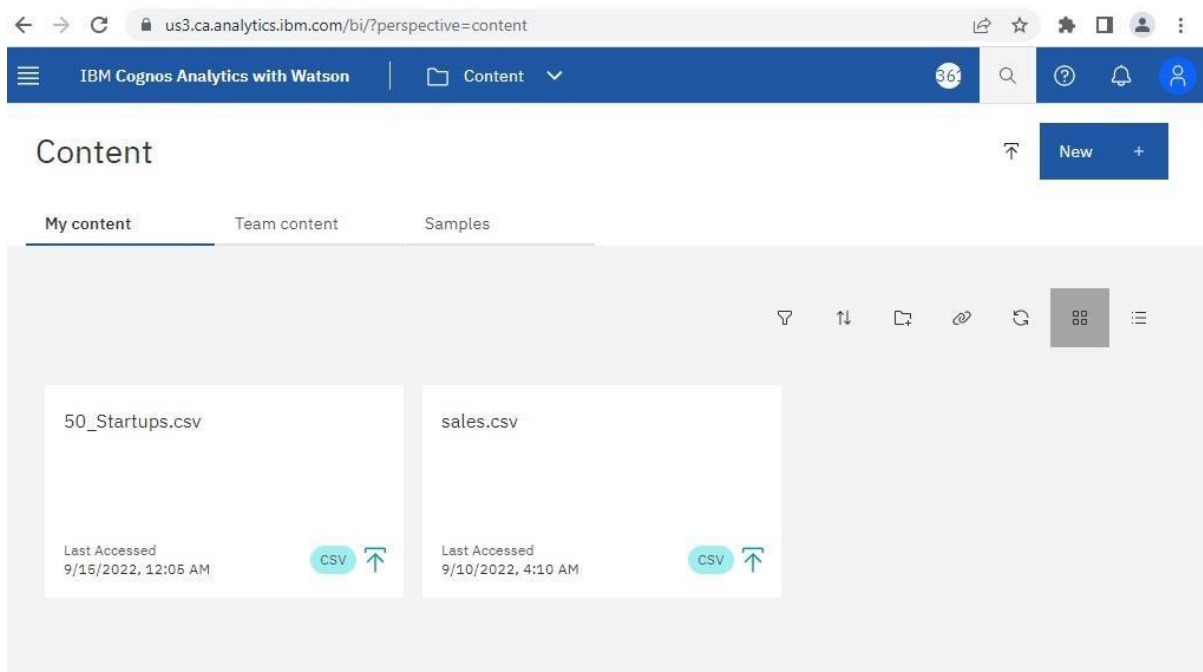 us3.ca.analytics.ibm.com/bi/?perspective=content
IBM Cognos Analytics with Watson
Content
361
Content
New +
My content
Team content
Samples
50_Startups.csv
Last Accessed
9/15/2022, 12:05 AM
CSV
sales.csv
Last Accessed
9/10/2022, 4:10 AM
CSV